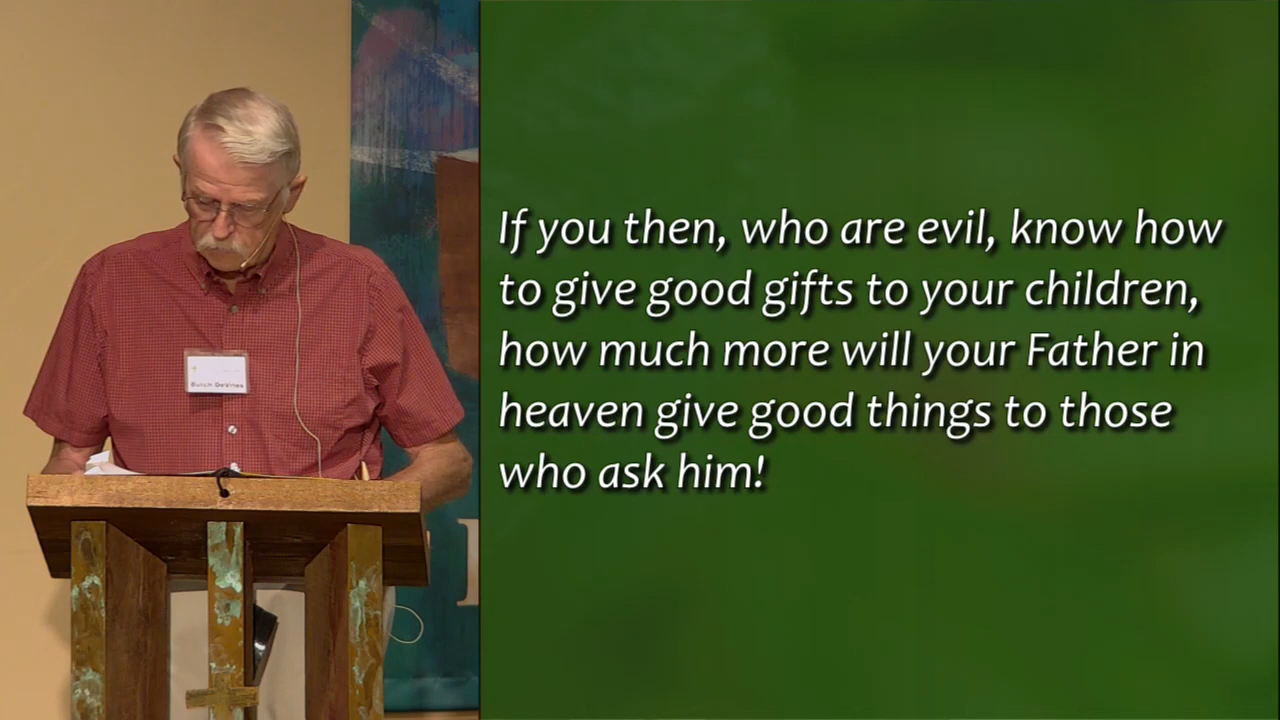 If you then, who are evil, know how
to give good gifts to your children,
how much more will your Father in
heaven give good things to those
who ask him!